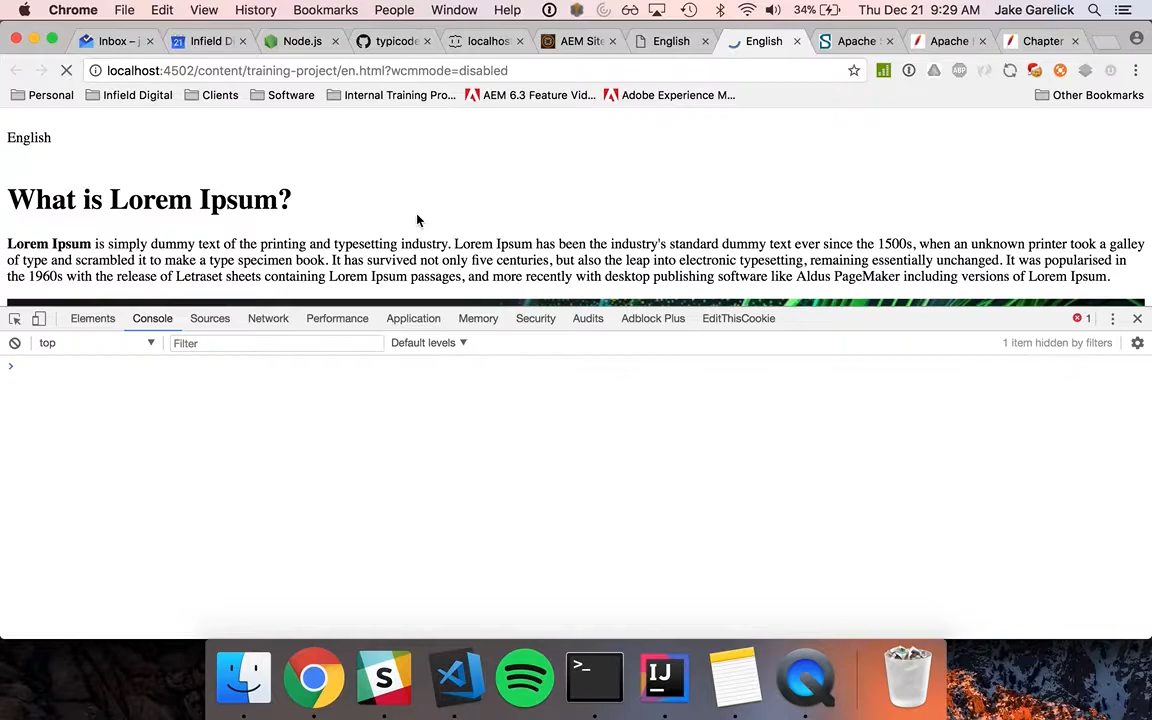 Chrome File Edit View History Bookmarks People Window Help 34% Thu Dec 21 9:29 AM Jake Garelick
Inbox – j Infield D Node.js typicode localhos AEM Site English English Apache S Apache Chapter
localhost:4502/content/training-project/en.html?wcmmode=disabled ABP
Personal Infield Digital Clients Software Internal Training Pro... AEM 6.3 Feature Vid... Adobe Experience M... Other Bookmarks
English
What is Lorem Ipsum?
Lorem Ipsum is simply dummy text of the printing and typesetting industry. Lorem Ipsum has been the industry's standard dummy text ever since the 1500s, when an unknown printer took a galley
of type and scrambled it to make a type specimen book. It has survived not only five centuries, but also the leap into electronic typesetting, remaining essentially unchanged. It was popularised in
the 1960s with the release of Letraset sheets containing Lorem Ipsum passages, and more recently with desktop publishing software like Aldus PageMaker including versions of Lorem Ipsum.
Elements Console Sources Network Performance Application Memory Security Audits Adblock Plus EditThisCookie 1
top Filter Default levels 1 item hidden by filters
>
S >_ IJ